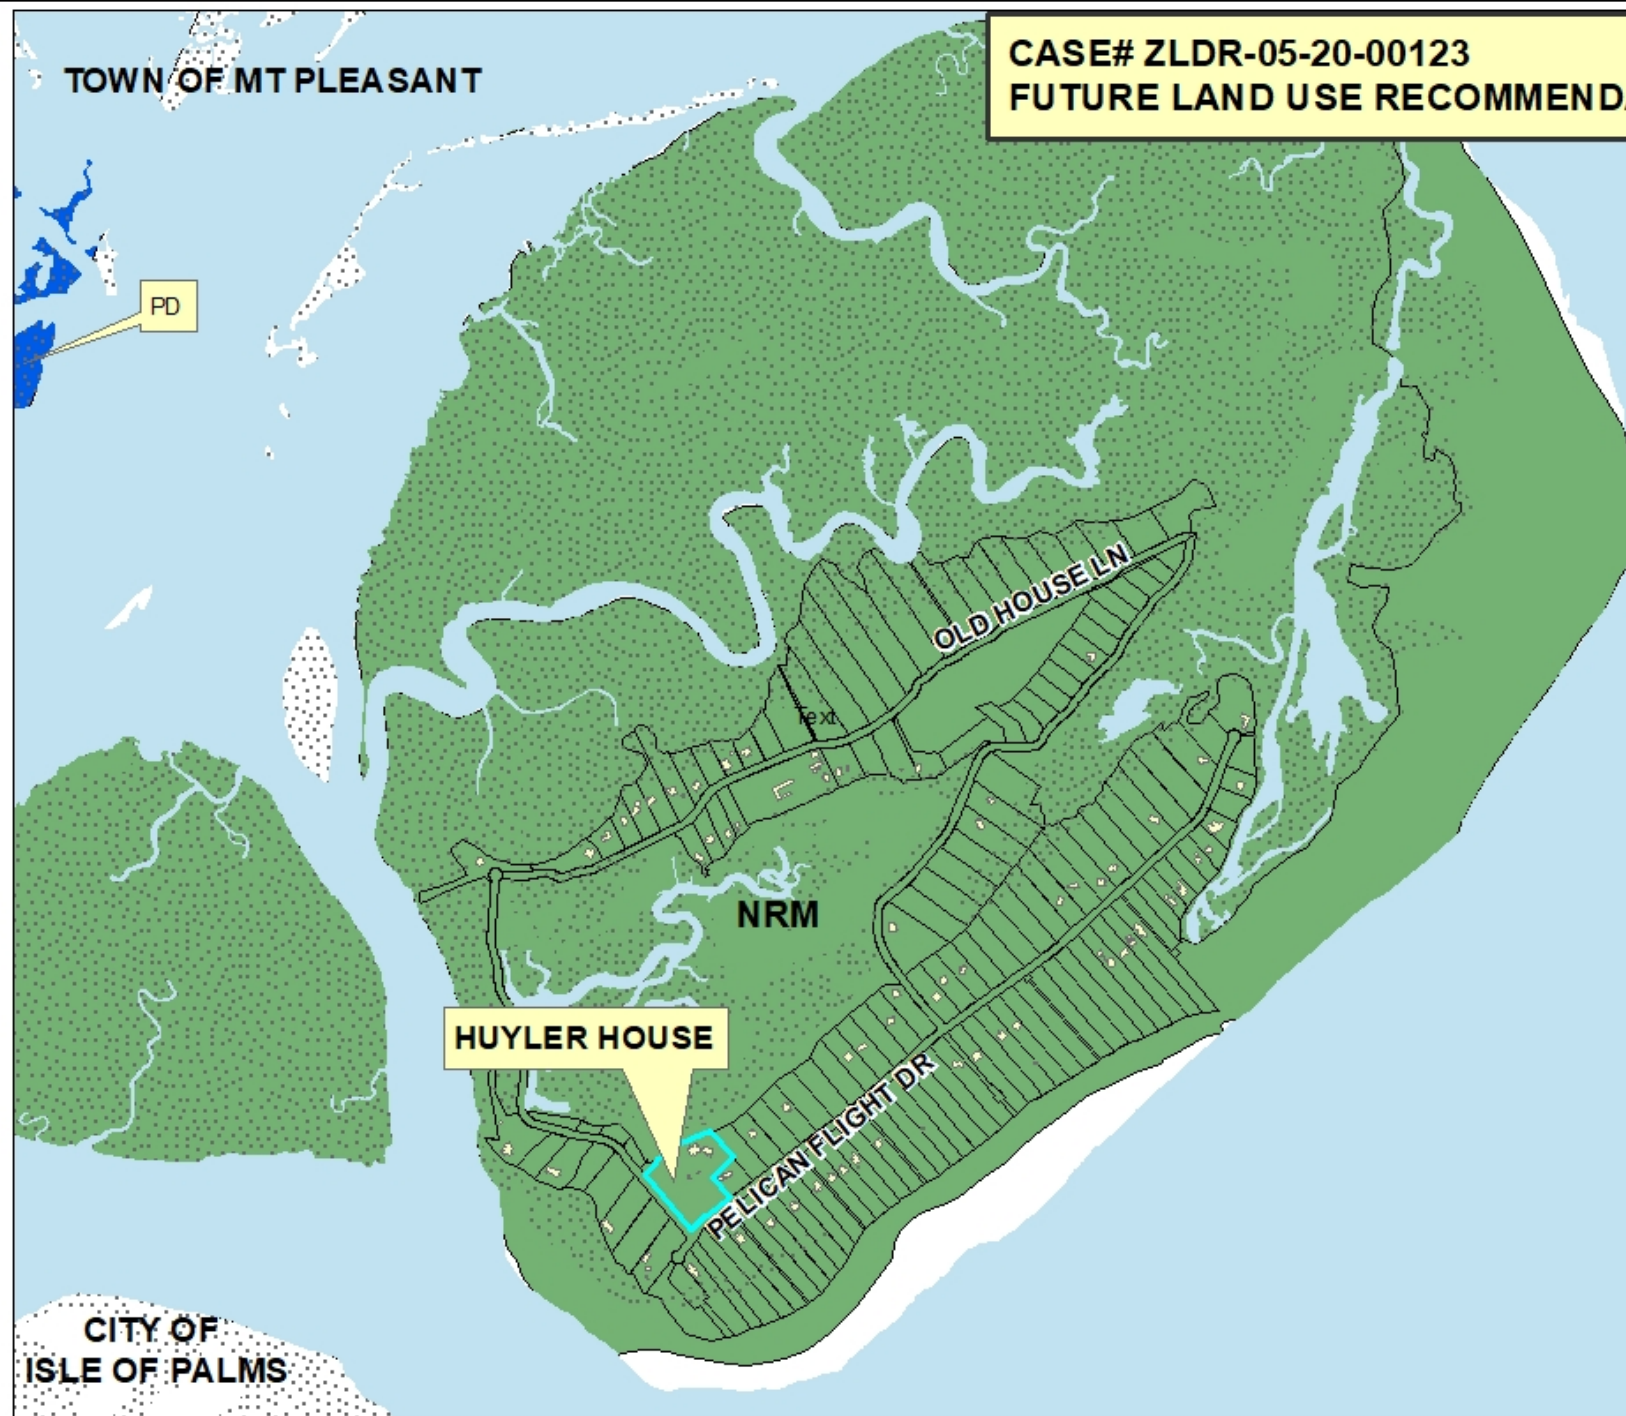 TOWN OF MT PLEASANT
CASE# ZLDR-05-20-00123
FUTURE LAND USE RECOMMENDA
PD
OLD HOUSE LN
Text
NRM
HUYLER HOUSE
PELICAN FLIGHT DR
CITY OF
ISLE OF PALMS